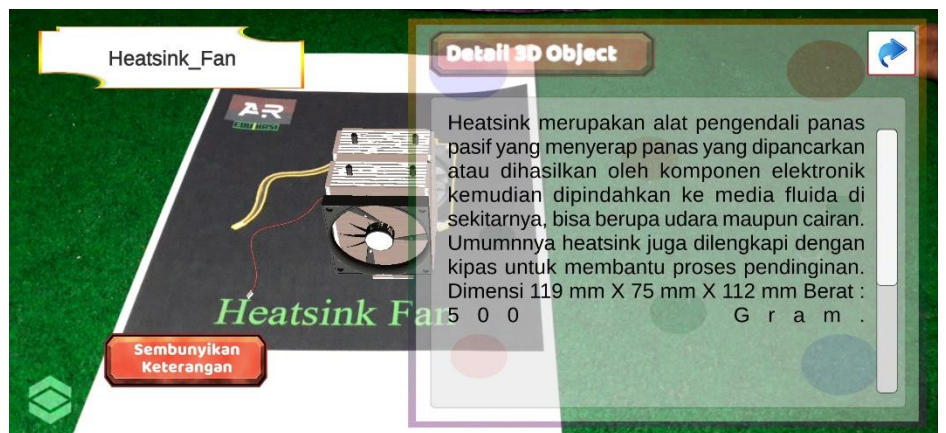 Heatsink_Fan
Detail 3D Object
AR
EDUKASI
Heatsink merupakan alat pengendali panas
pasif yang menyerap panas yang dipancarkan
atau dihasilkan oleh komponen elektronik
kemudian dipindahkan ke media fluida di
sekitarnya, bisa berupa udara maupun cairan.
Umumnnya heatsink juga dilengkapi dengan
kipas untuk membantu proses pendinginan.
Dimensi 119 mm X 75 mm X 112 mm Berat :
5 0 0 G r a m .
Heatsink Fan
Sembunyikan
Keterangan